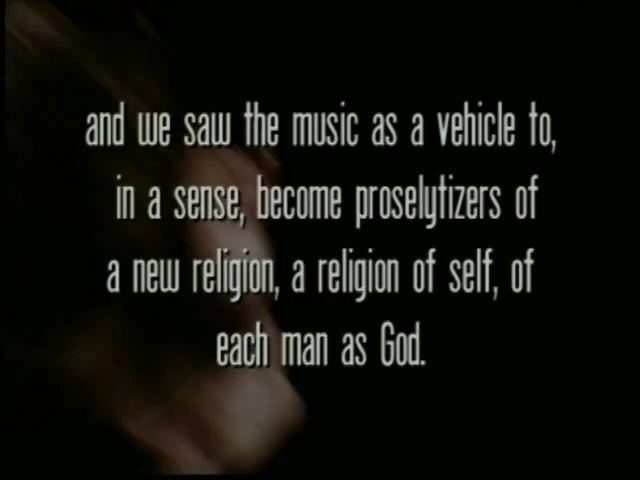 and we saw the music as a vehicle to,
in a sense, become proselytizers of
a new religion, a religion of self, of
each man as God.